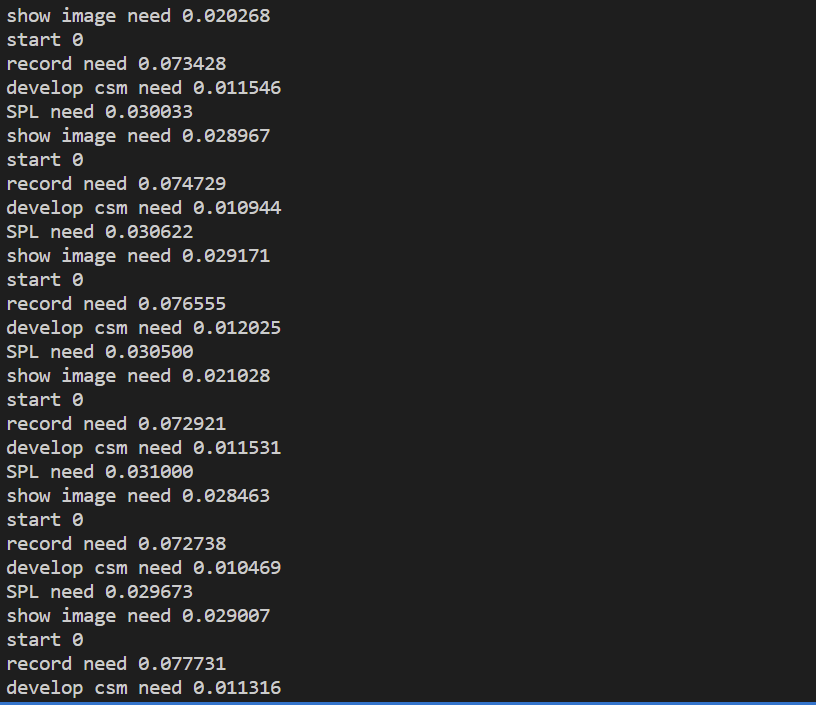 show image need 0.020268
start 0
record need 0.073428
develop csm need 0.011546
SPL need 0.030033
show image need 0.028967
start 0
record need 0.074729
develop csm need 0.010944
SPL need 0.030622
show image need 0.029171
start 0
record need 0.076555
develop csm need 0.012025
SPL need 0.030500
show image need 0.021028
start 0
record need 0.072921
develop csm need 0.011531
SPL need 0.031000
show image need 0.028463
start 0
record need 0.072738
develop csm need 0.010469
SPL need 0.029673
show image need 0.029007
start 0
record need 0.077731
develop csm need 0.011316